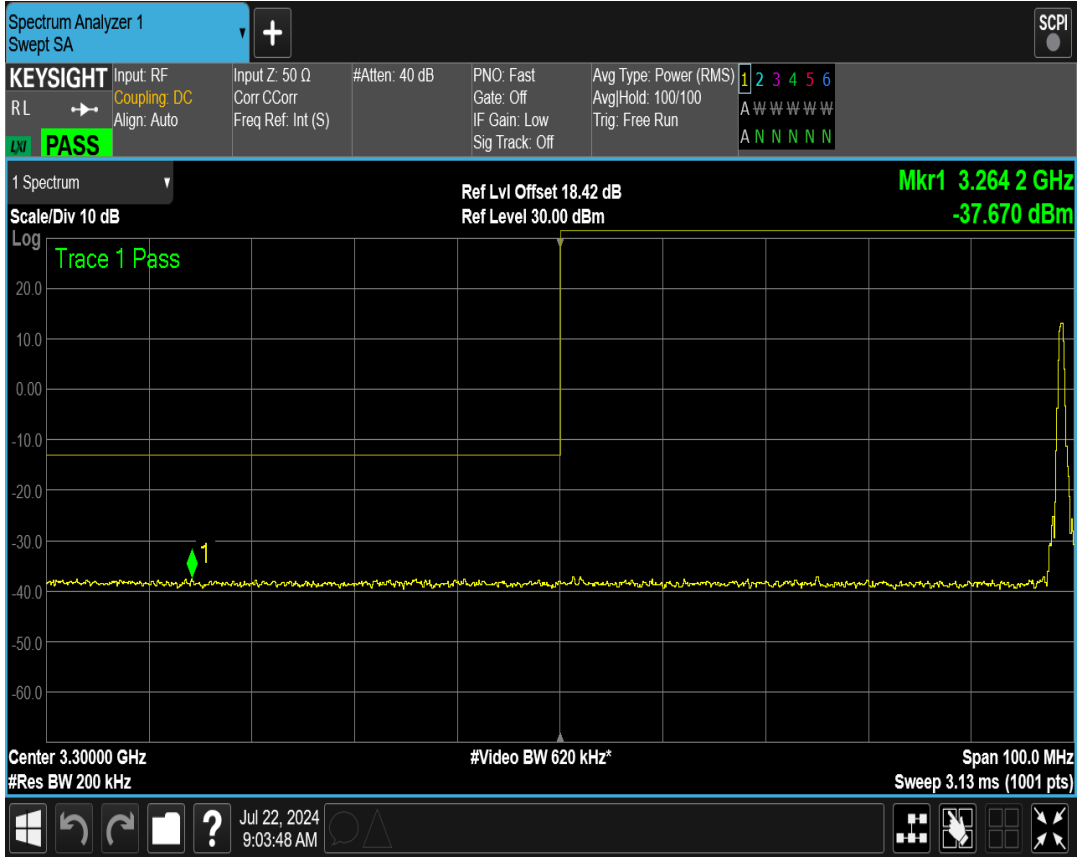 Spectrum Analyzer 1
Swept SA
+
SCPI
KEYSIGHT
RL
LXI PASS
Input: RF
Coupling: DC
Align: Auto
Input Z: 50 Ω
Corr CCorr
Freq Ref: Int (S)
#Atten: 40 dB
PNO: Fast
Gate: Off
IF Gain: Low
Sig Track: Off
Avg Type: Power (RMS)
Avg|Hold: 100/100
Trig: Free Run
1 2 3 4 5 6
A W W W W W
A N N N N N
1 Spectrum
Scale/Div 10 dB
Ref Lvl Offset 18.42 dB
Ref Level 30.00 dBm
Mkr1 3.264 2 GHz
-37.670 dBm
Log
Trace 1 Pass
20.0
10.0
0.00
-10.0
-20.0
-30.0
1
-40.0
-50.0
-60.0
Center 3.30000 GHz
#Video BW 620 kHz*
Span 100.0 MHz
#Res BW 200 kHz
Sweep 3.13 ms (1001 pts)
?
Jul 22, 2024
9:03:48 AM